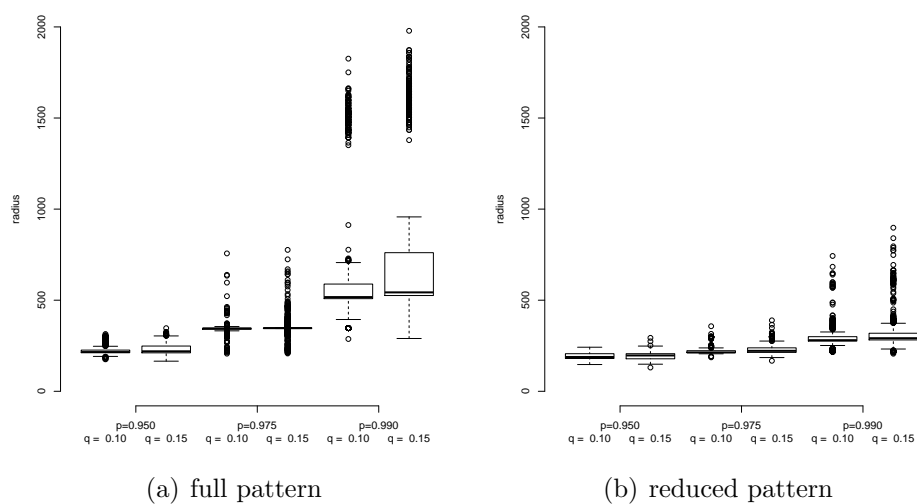 2000
1500
1000
500
0
radius
p=0.950
p=0.975
p=0.990
q = 0.10
q = 0.15
q = 0.10
q = 0.15
q = 0.10
q = 0.15
(a) full pattern
2000
1500
1000
500
0
radius
p=0.950
p=0.975
p=0.990
q = 0.10
q = 0.15
q = 0.10
q = 0.15
q = 0.10
q = 0.15
(b) reduced pattern